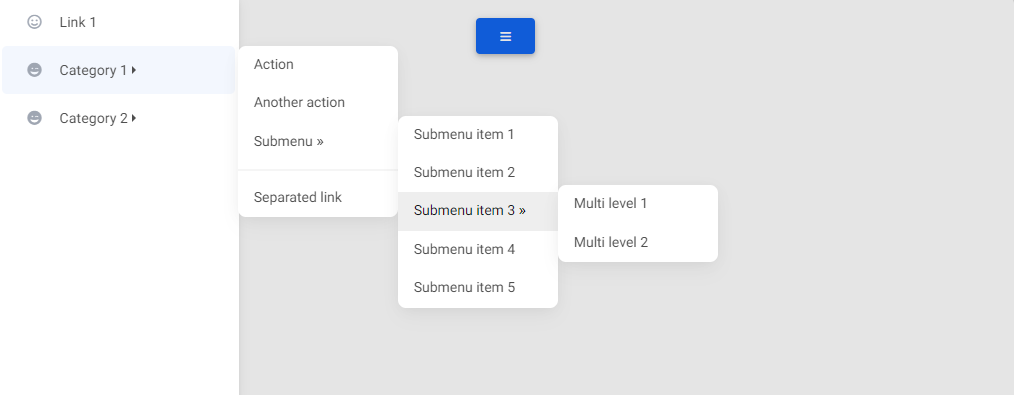 Link 1
Category 1
Category 2
Action
Another action
Submenu »
Separated link
Submenu item 1
Submenu item 2
Submenu item 3 »
Submenu item 4
Submenu item 5
Multi level 1
Multi level 2